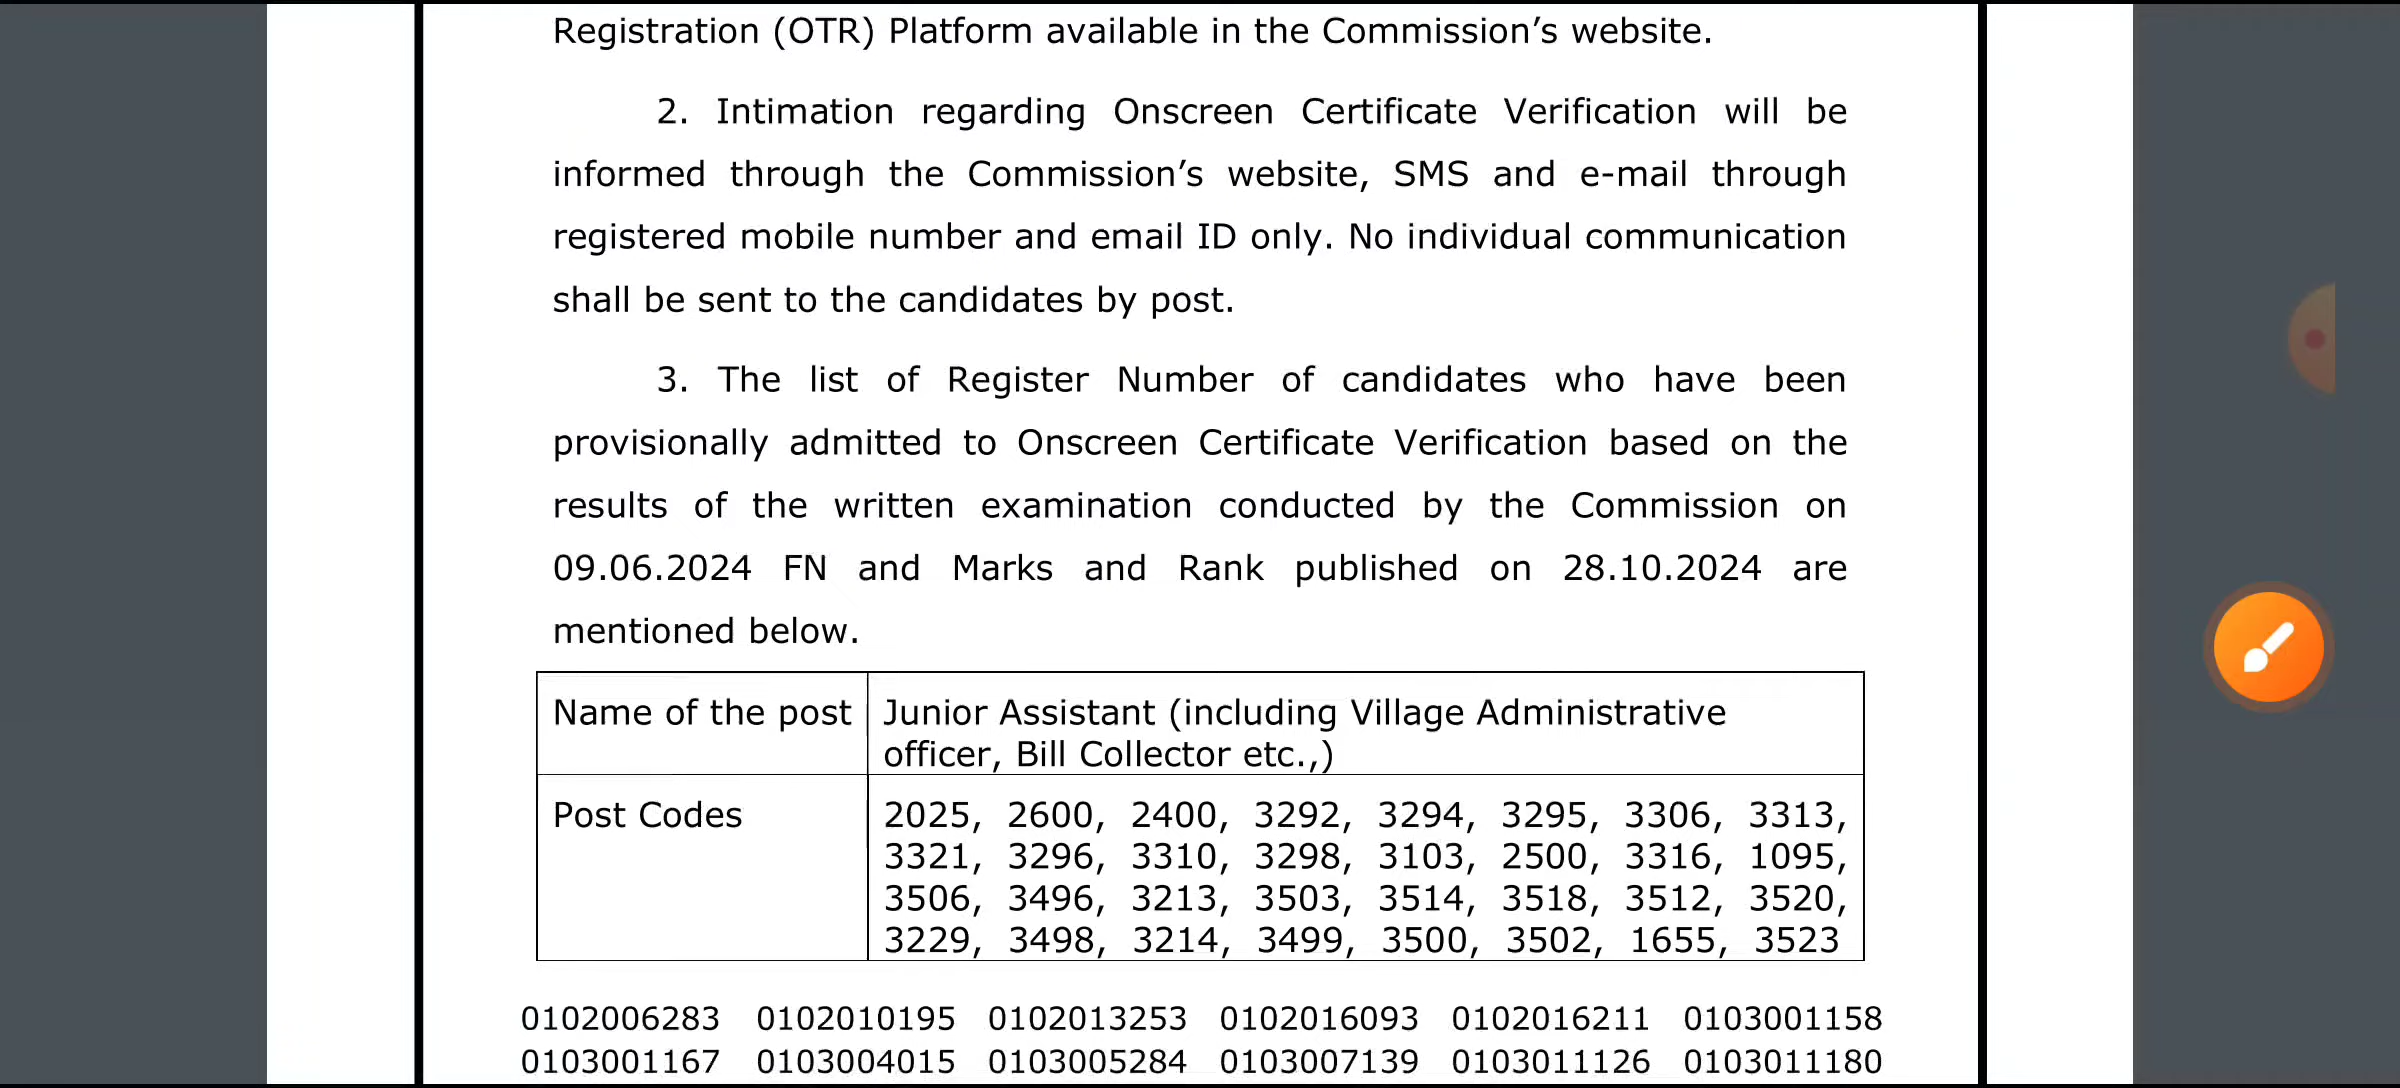 Registration (OTR) Platform available in the Commission’s website.
2. Intimation regarding Onscreen Certificate Verification will be
informed through the Commission’s website, SMS and e-mail through
registered mobile number and email ID only. No individual communication
shall be sent to the candidates by post.
3. The list of Register Number of candidates who have been
provisionally admitted to Onscreen Certificate Verification based on the
results of the written examination conducted by the Commission on
09.06.2024 FN and Marks and Rank published on 28.10.2024 are
mentioned below.
Name of the post Junior Assistant (including Village Administrative
officer, Bill Collector etc.,)
Post Codes 2025, 2600, 2400, 3292, 3294, 3295, 3306, 3313,
3321, 3296, 3310, 3298, 3103, 2500, 3316, 1095,
3506, 3496, 3213, 3503, 3514, 3518, 3512, 3520,
3229, 3498, 3214, 3499, 3500, 3502, 1655, 3523
0102006283 0102010195 0102013253 0102016093 0102016211 0103001158
0103001167 0103004015 0103005284 0103007139 0103011126 0103011180